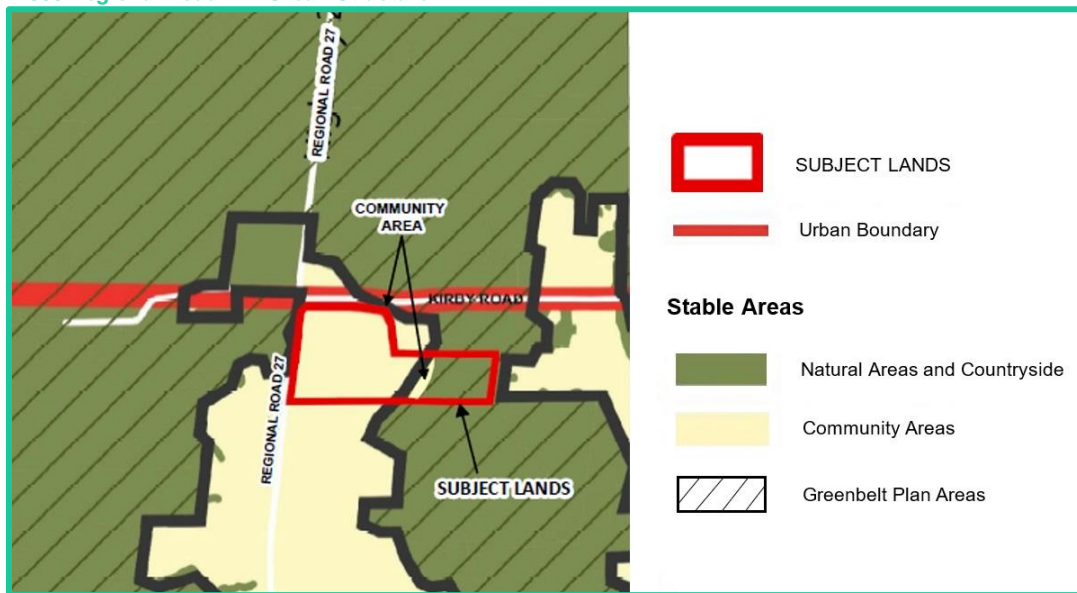 REGIONAL ROAD 27
COMMUNITY
AREA
KIRBY ROAD
REGIONAL ROAD 27
SUBJECT LANDS
SUBJECT LANDS
Urban Boundary
Stable Areas
Natural Areas and Countryside
Community Areas
Greenbelt Plan Areas